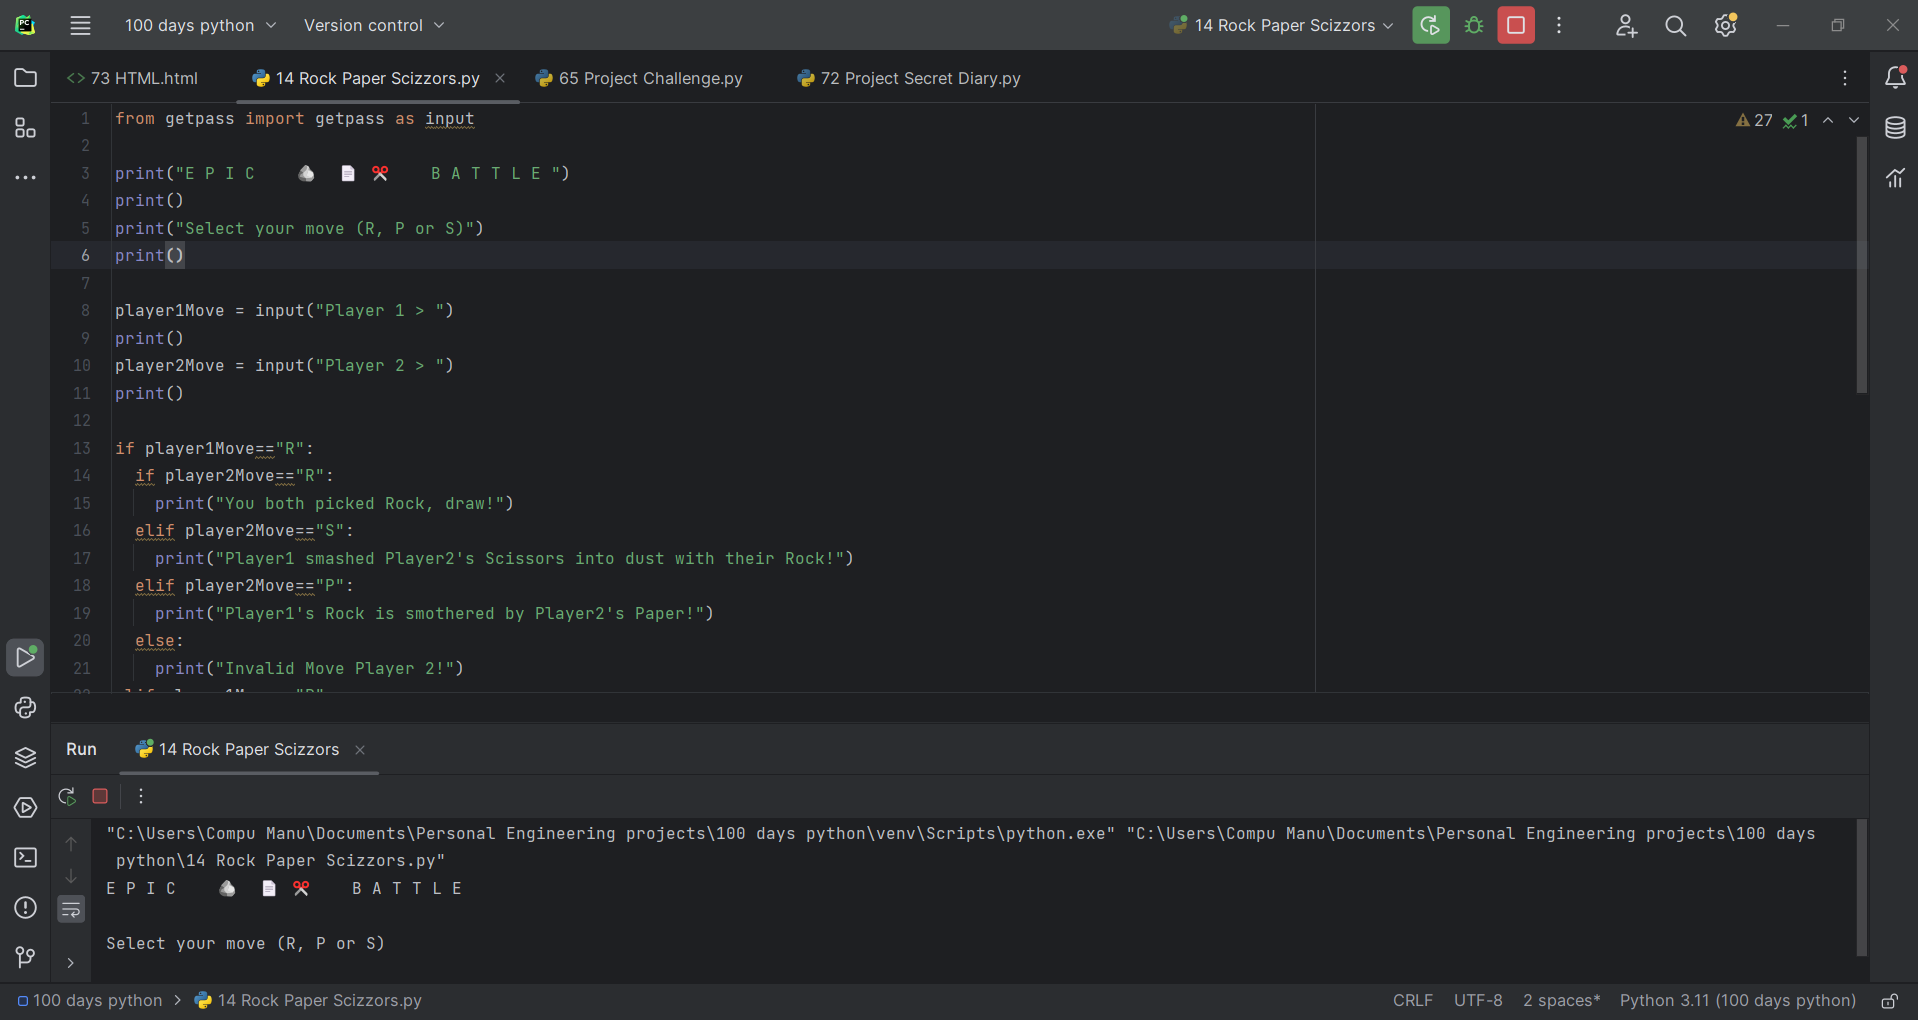 100 days python
Version control
14 Rock Paper Scizzors
73 HTML.html
14 Rock Paper Scizzors.py
65 Project Challenge.py
72 Project Secret Diary.py
27
1
1 from getpass import getpass as input
2
3 print("E P I C 🪨 📄 ✂️ B A T T L E ")
4 print()
5 print("Select your move (R, P or S)")
6 print()
7
8 player1Move = input("Player 1 > ")
9 print()
10 player2Move = input("Player 2 > ")
11 print()
12
13 if player1Move=="R":
14 if player2Move=="R":
15 print("You both picked Rock, draw!")
16 elif player2Move=="S":
17 print("Player1 smashed Player2's Scissors into dust with their Rock!")
18 elif player2Move=="P":
19 print("Player1's Rock is smothered by Player2's Paper!")
20 else:
21 print("Invalid Move Player 2!")
Run
14 Rock Paper Scizzors
"C:\Users\Compu Manu\Documents\Personal Engineering projects\100 days python\venv\Scripts\python.exe" "C:\Users\Compu Manu\Documents\Personal Engineering projects\100 days
python\14 Rock Paper Scizzors.py"
E P I C 🪨 📄 ✂️ B A T T L E
Select your move (R, P or S)
100 days python > 14 Rock Paper Scizzors.py
CRLF
UTF-8
2 spaces*
Python 3.11 (100 days python)